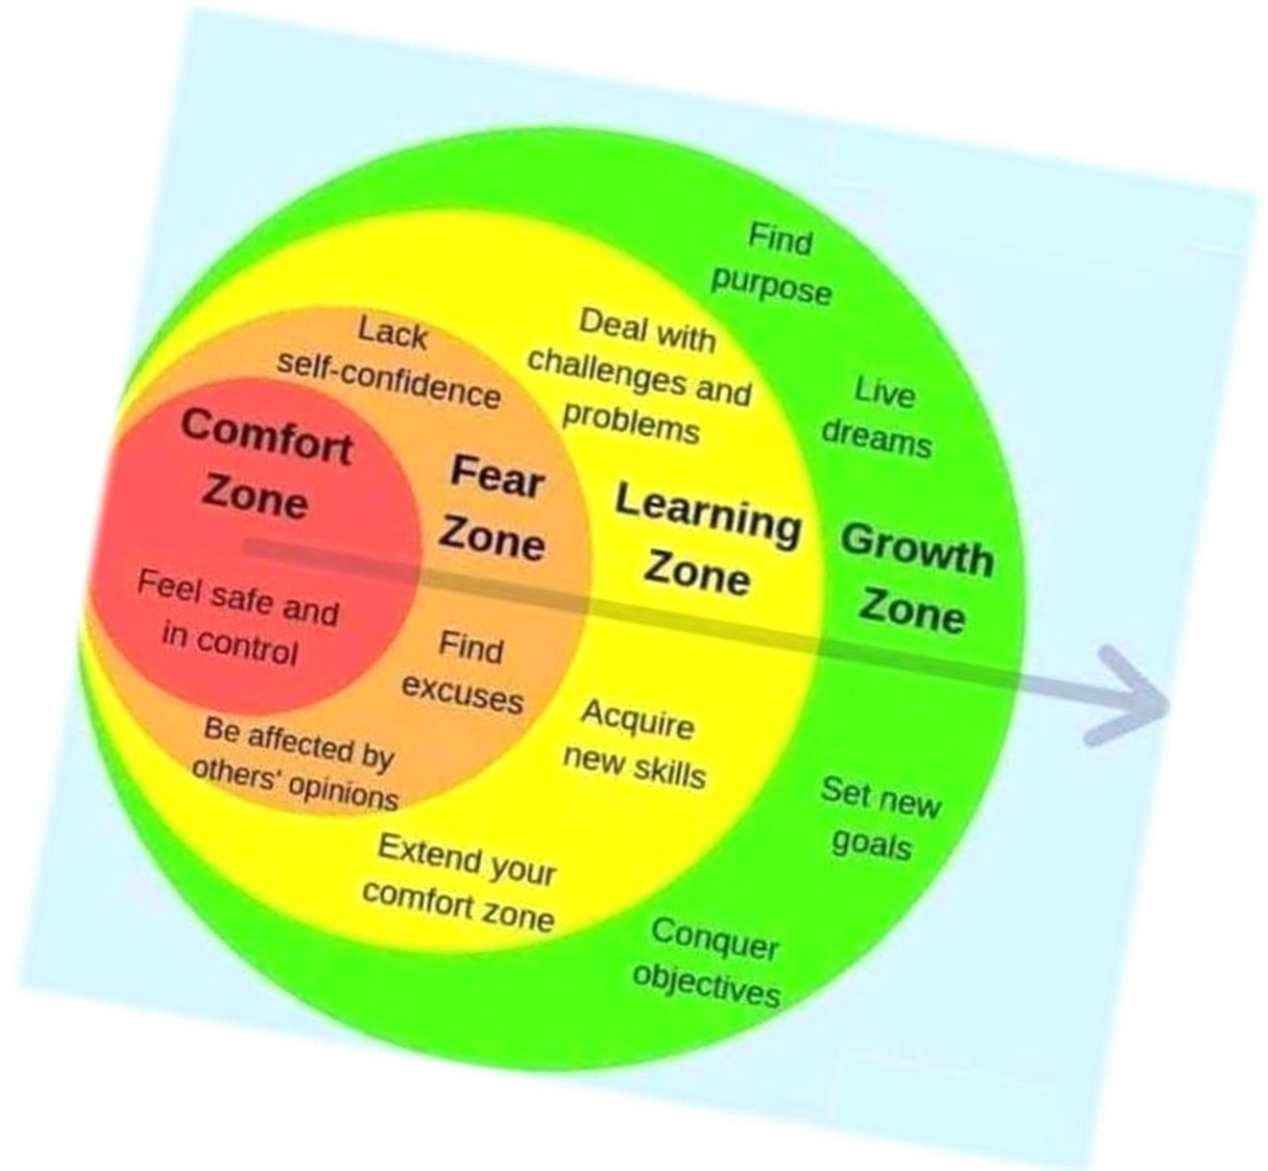 Comfort
Zone
Feel safe and
in control
Lack
self-confidence
Fear
Zone
Find
excuses
Be affected by
others' opinions
Deal with
challenges and
problems
Learning
Zone
Acquire
new skills
Extend your
comfort zone
Find
purpose
Live
dreams
Growth
Zone
Set new
goals
Conquer
objectives